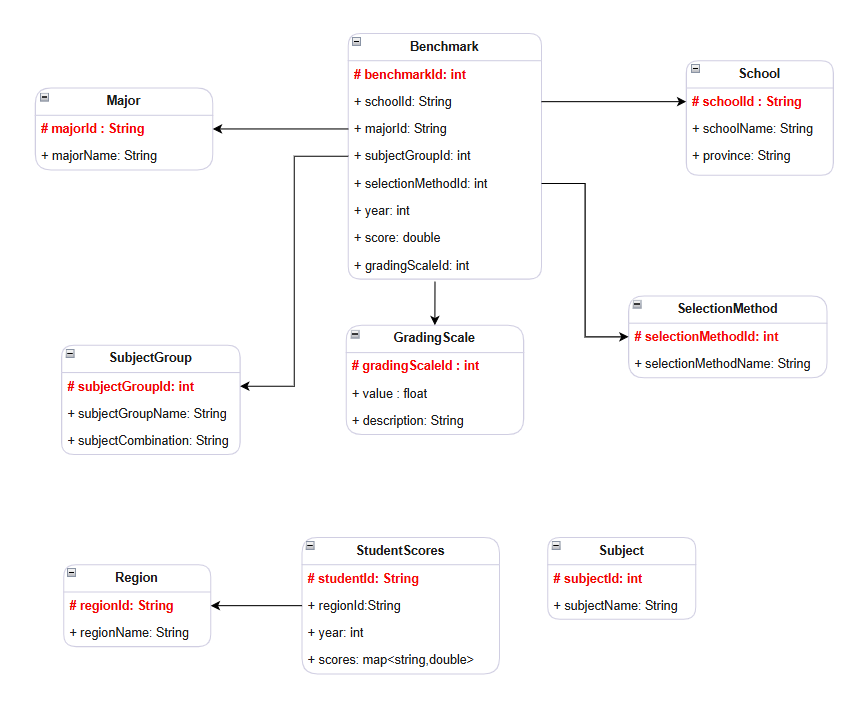 Benchmark
# benchmarkId: int
+ schoolId: String
+ majorId: String
+ subjectGroupId: int
+ selectionMethodId: int
+ year: int
+ score: double
+ gradingScaleId: int
School
# schoolId : String
+ schoolName: String
+ province: String
Major
# majorId : String
+ majorName: String
SelectionMethod
# selectionMethodId: int
+ selectionMethodName: String
GradingScale
# gradingScaleId : int
+ value : float
+ description: String
SubjectGroup
# subjectGroupId: int
+ subjectGroupName: String
+ subjectCombination: String
Region
# regionId: String
+ regionName: String
StudentScores
# studentId: String
+ regionId:String
+ year: int
+ scores: map<string,double>
Subject
# subjectId: int
+ subjectName: String